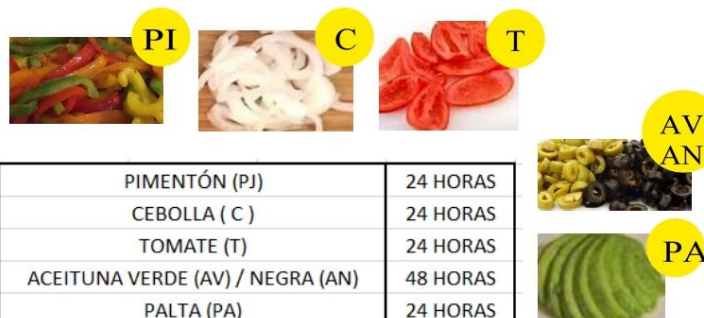 PI
C
T
AV
AN
PIMENTÓN (PJ) 24 HORAS
CEBOLLA ( C ) 24 HORAS
TOMATE (T) 24 HORAS
ACEITUNA VERDE (AV) / NEGRA (AN) 48 HORAS
PALTA (PA) 24 HORAS
PA